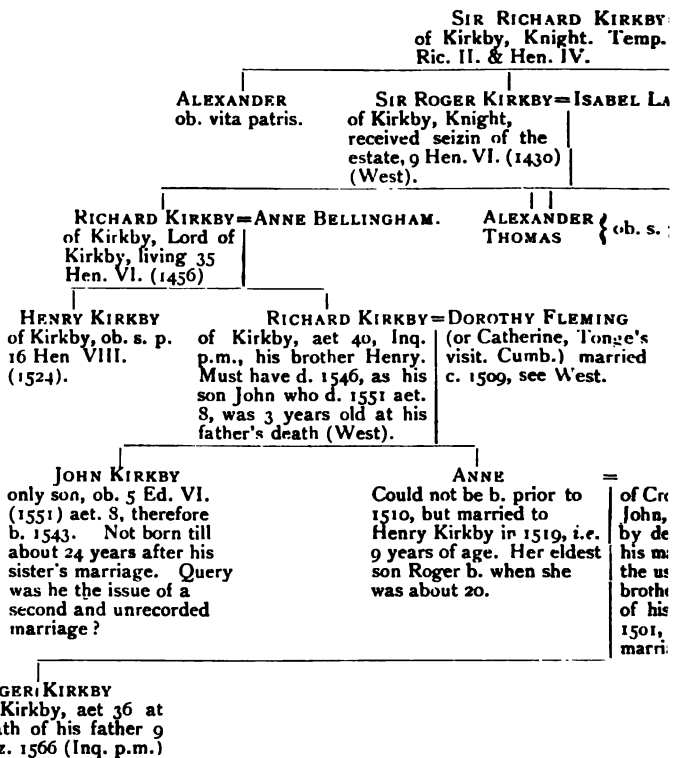 SIR RICHARD KIRKBY
of Kirkby, Knight. Temp.
Ric. II. & Hen. IV.
ALEXANDER
ob. vita patris.
SIR ROGER KIRKBY=ISABEL LA
of Kirkby, Knight,
received seizin of the
estate, 9 Hen. VI. (1430)
(West).
RICHARD KIRKBY=ANNE BELLINGHAM.
of Kirkby, Lord of
Kirkby, living 35
Hen. VI. (1456)
ALEXANDER
THOMAS
{ ob. s.
HENRY KIRKBY
of Kirkby, ob. s. p.
16 Hen VIII.
(1524).
RICHARD KIRKBY=DOROTHY FLEMING
of Kirkby, aet 40, Inq.
p.m., his brother Henry.
Must have d. 1546, as his
son John who d. 1551 aet.
8, was 3 years old at his
father's death (West).
(or Catherine, Tonge's
visit. Cumb.) married
c. 1509, see West.
JOHN KIRKBY
only son, ob. 5 Ed. VI.
(1551) aet. 8, therefore
b. 1543. Not born till
about 24 years after his
sister's marriage. Query
was he the issue of a
second and unrecorded
marriage?
ANNE =
Could not be b. prior to
1510, but married to
Henry Kirkby in 1519, i.e.
9 years of age. Her eldest
son Roger b. when she
was about 20.
of Cro
John,
by de
his ma
the us
brothe
of his
1501,
marri
GER KIRKBY
Kirkby, aet 36 at
ath of his father 9
z. 1566 (Inq. p.m.)